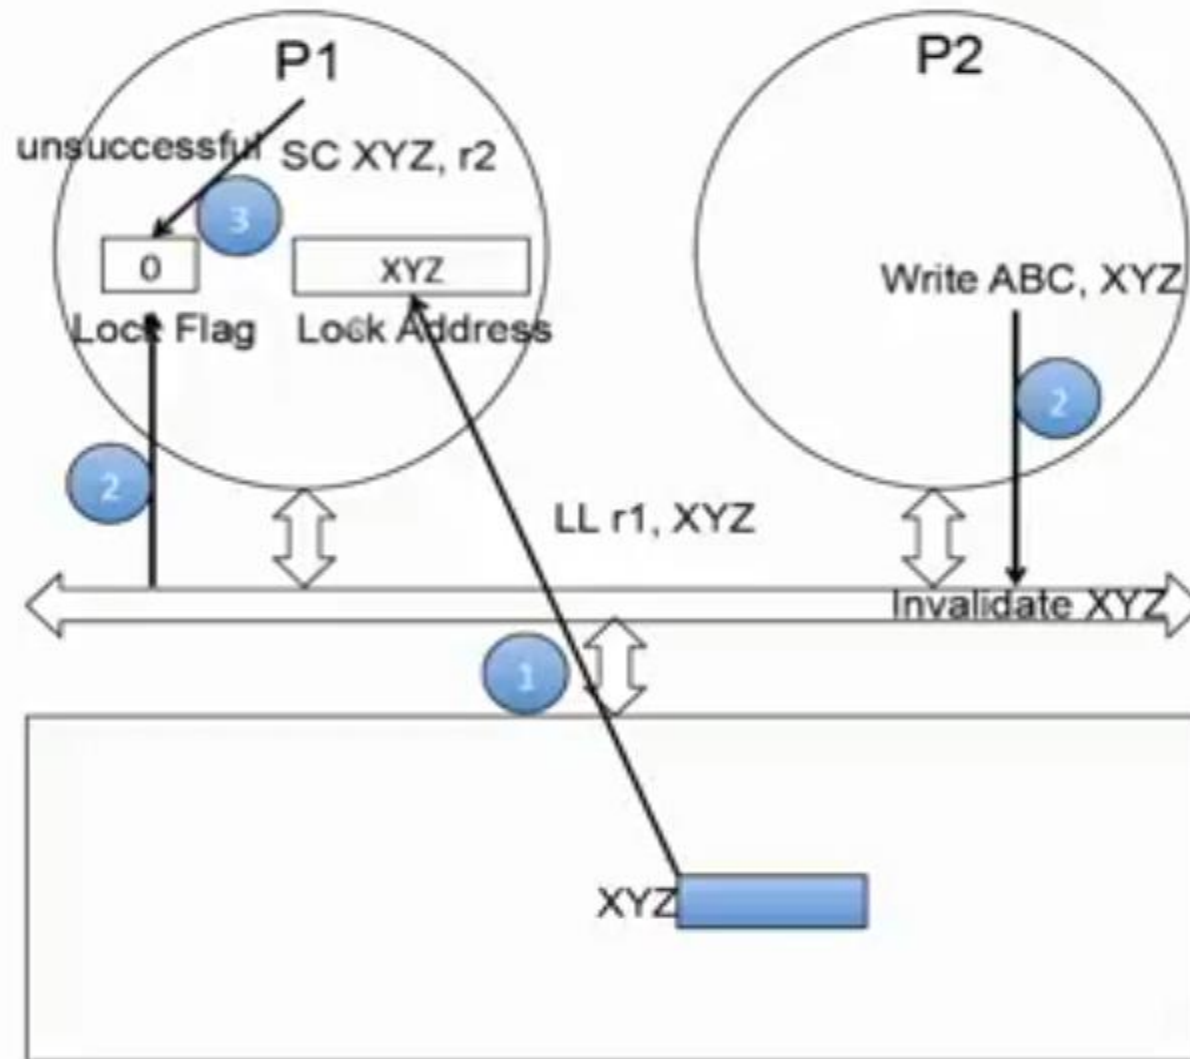 P1
P2
unsuccessful
SC XYZ, r2
3
0
XYZ
Write ABC, XYZ
Lock Flag
Lock Address
2
2
LL r1, XYZ
Invalidate XYZ
1
XYZ